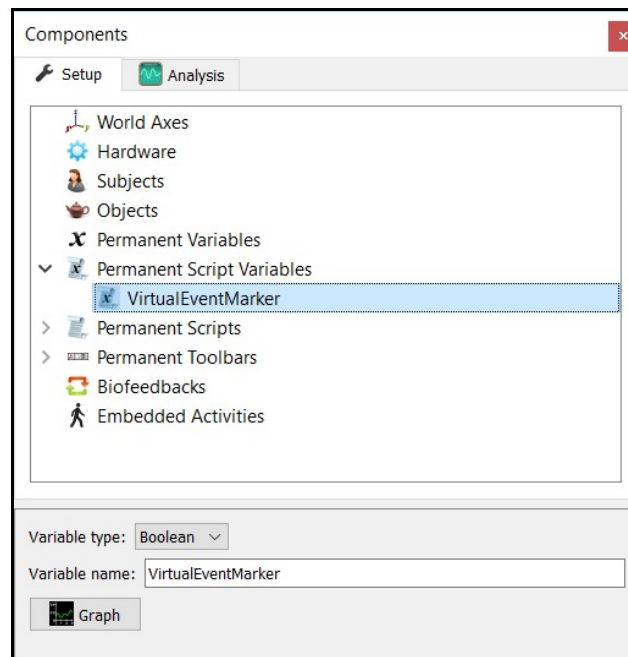 Components
Setup Analysis
World Axes
Hardware
Subjects
Objects
Permanent Variables
Permanent Script Variables
VirtualEventMarker
Permanent Scripts
Permanent Toolbars
Biofeedbacks
Embedded Activities
Variable type: Boolean
Variable name: VirtualEventMarker
Graph